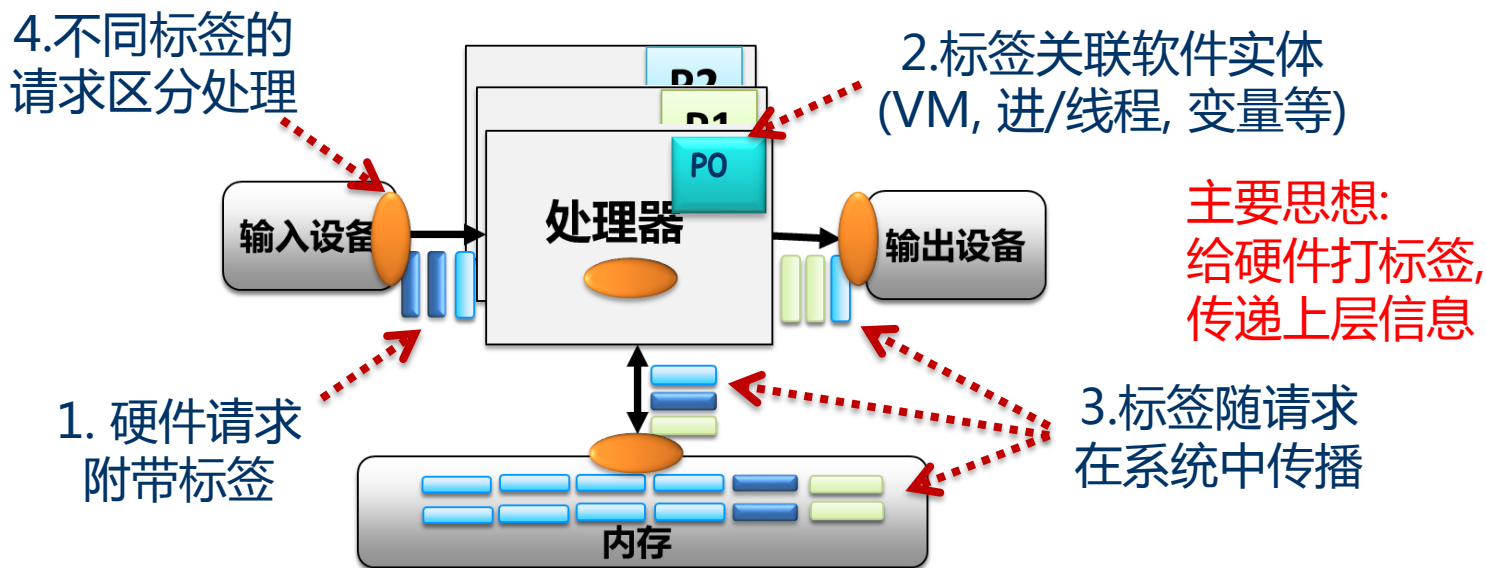 4.不同标签的
请求区分处理
2.标签关联软件实体
(VM, 进/线程, 变量等)
P2
P1
PO
输入设备
处理器
输出设备
主要思想:
给硬件打标签,
传递上层信息
1. 硬件请求
附带标签
3.标签随请求
在系统中传播
内存